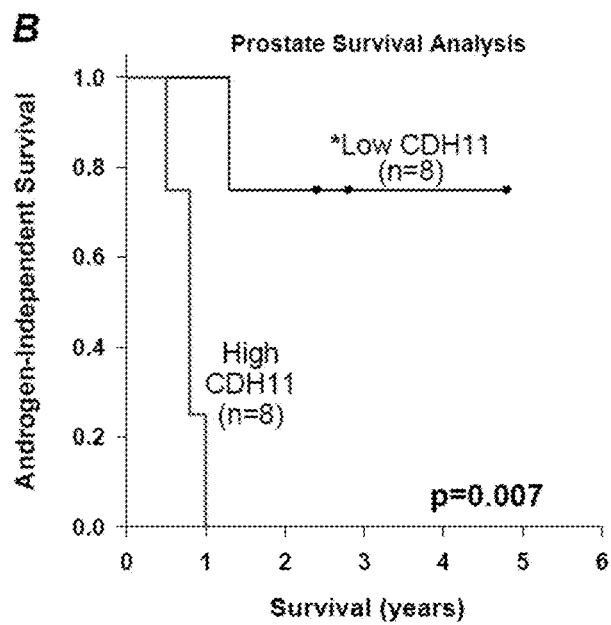 B
Prostate Survival Analysis
Androgen-Independent Survival
1.0
0.8
0.6
0.4
0.2
0.0
*Low CDH11
(n=8)
High
CDH11
(n=8)
p=0.007
0 1 2 3 4 5 6
Survival (years)